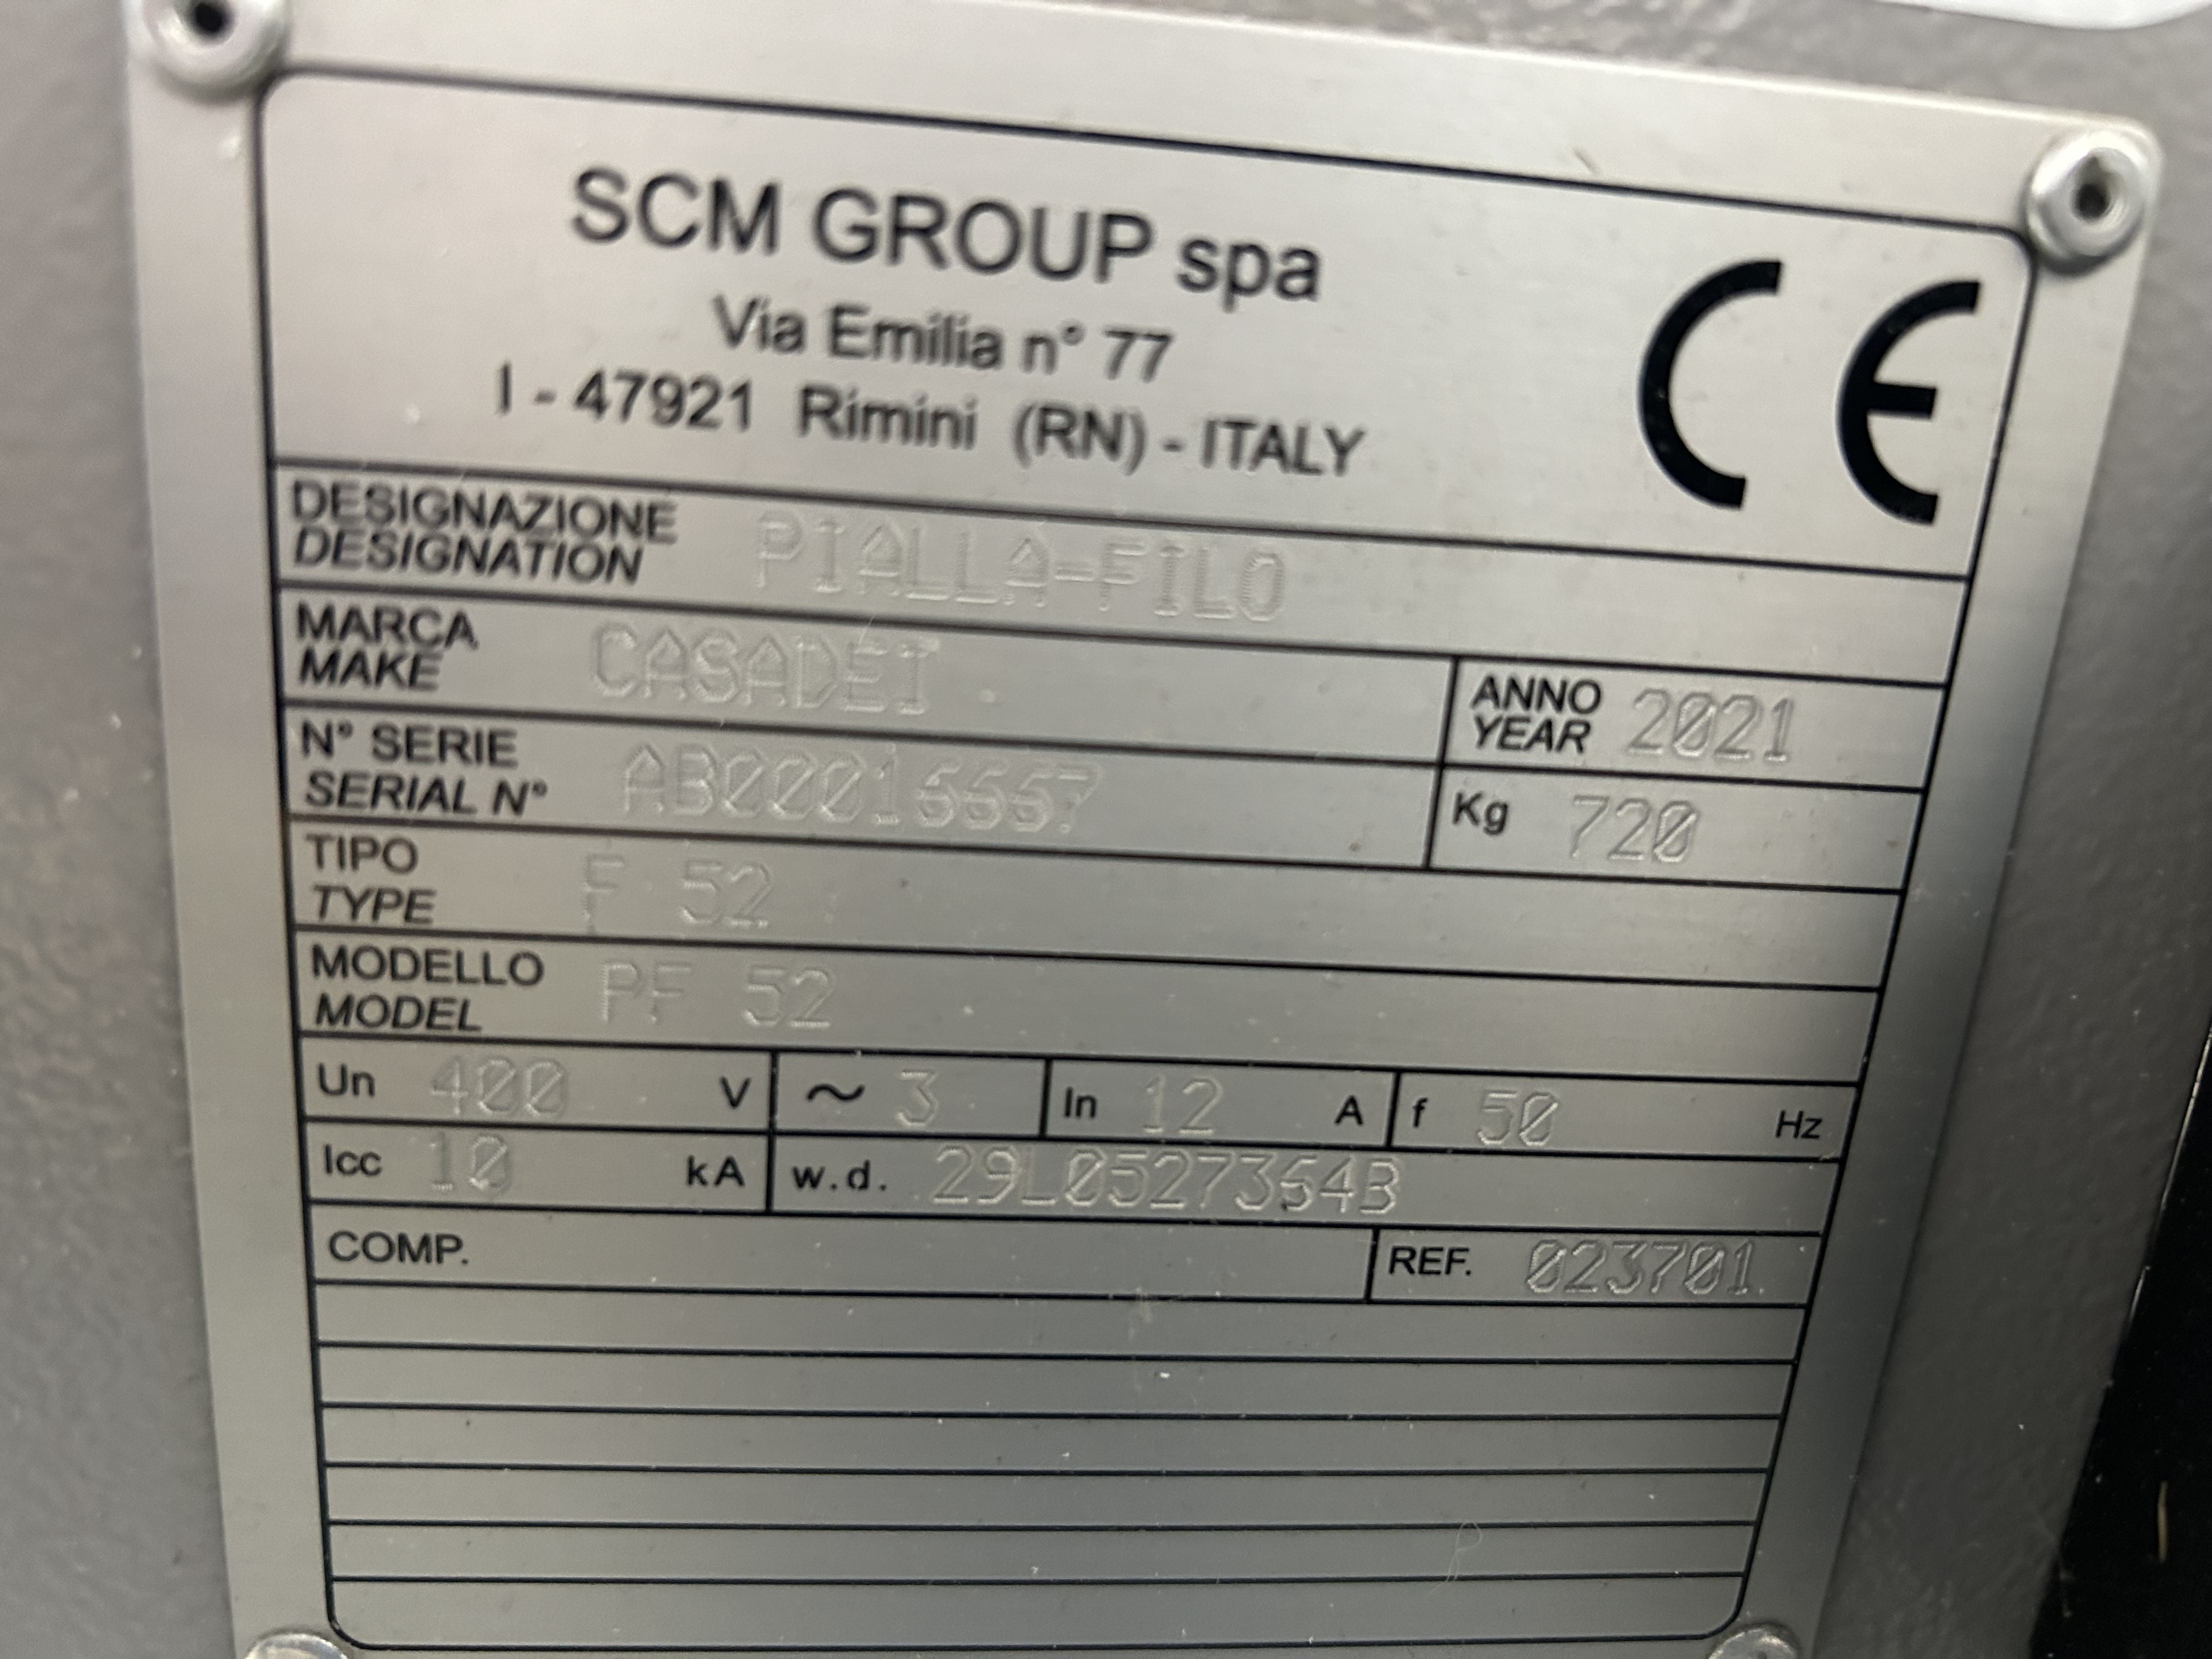 SCM GROUP spa
Via Emilia n° 77
I - 47921 Rimini (RN) - ITALY
CE
DESIGNAZIONE
DESIGNATION
PIALLA-FILO
MARCA
MAKE
CASADEI
ANNO
YEAR
2021
N° SERIE
SERIAL N°
AB00016667
Kg 720
TIPO
TYPE
F 52
MODELLO
MODEL
PF 52
Un 400 V ~ 3 In 12 A f 50 Hz
Icc 10 kA w.d. 29L0527364B
COMP. REF. 023701